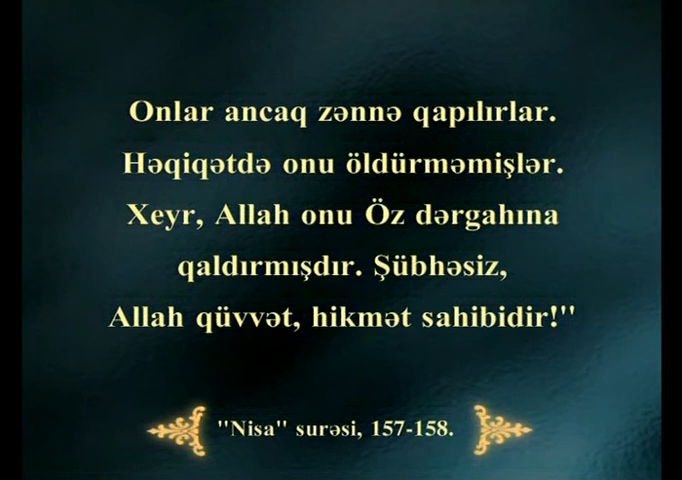 Onlar ancaq zənnə qapılırlar.
Həqiqətdə onu öldürməmişlər.
Xeyr, Allah onu Öz dərgahına
qaldırmışdır. Şübhəsiz,
Allah qüvvət, hikmət sahibidir!"
"Nisa" surəsi, 157-158.